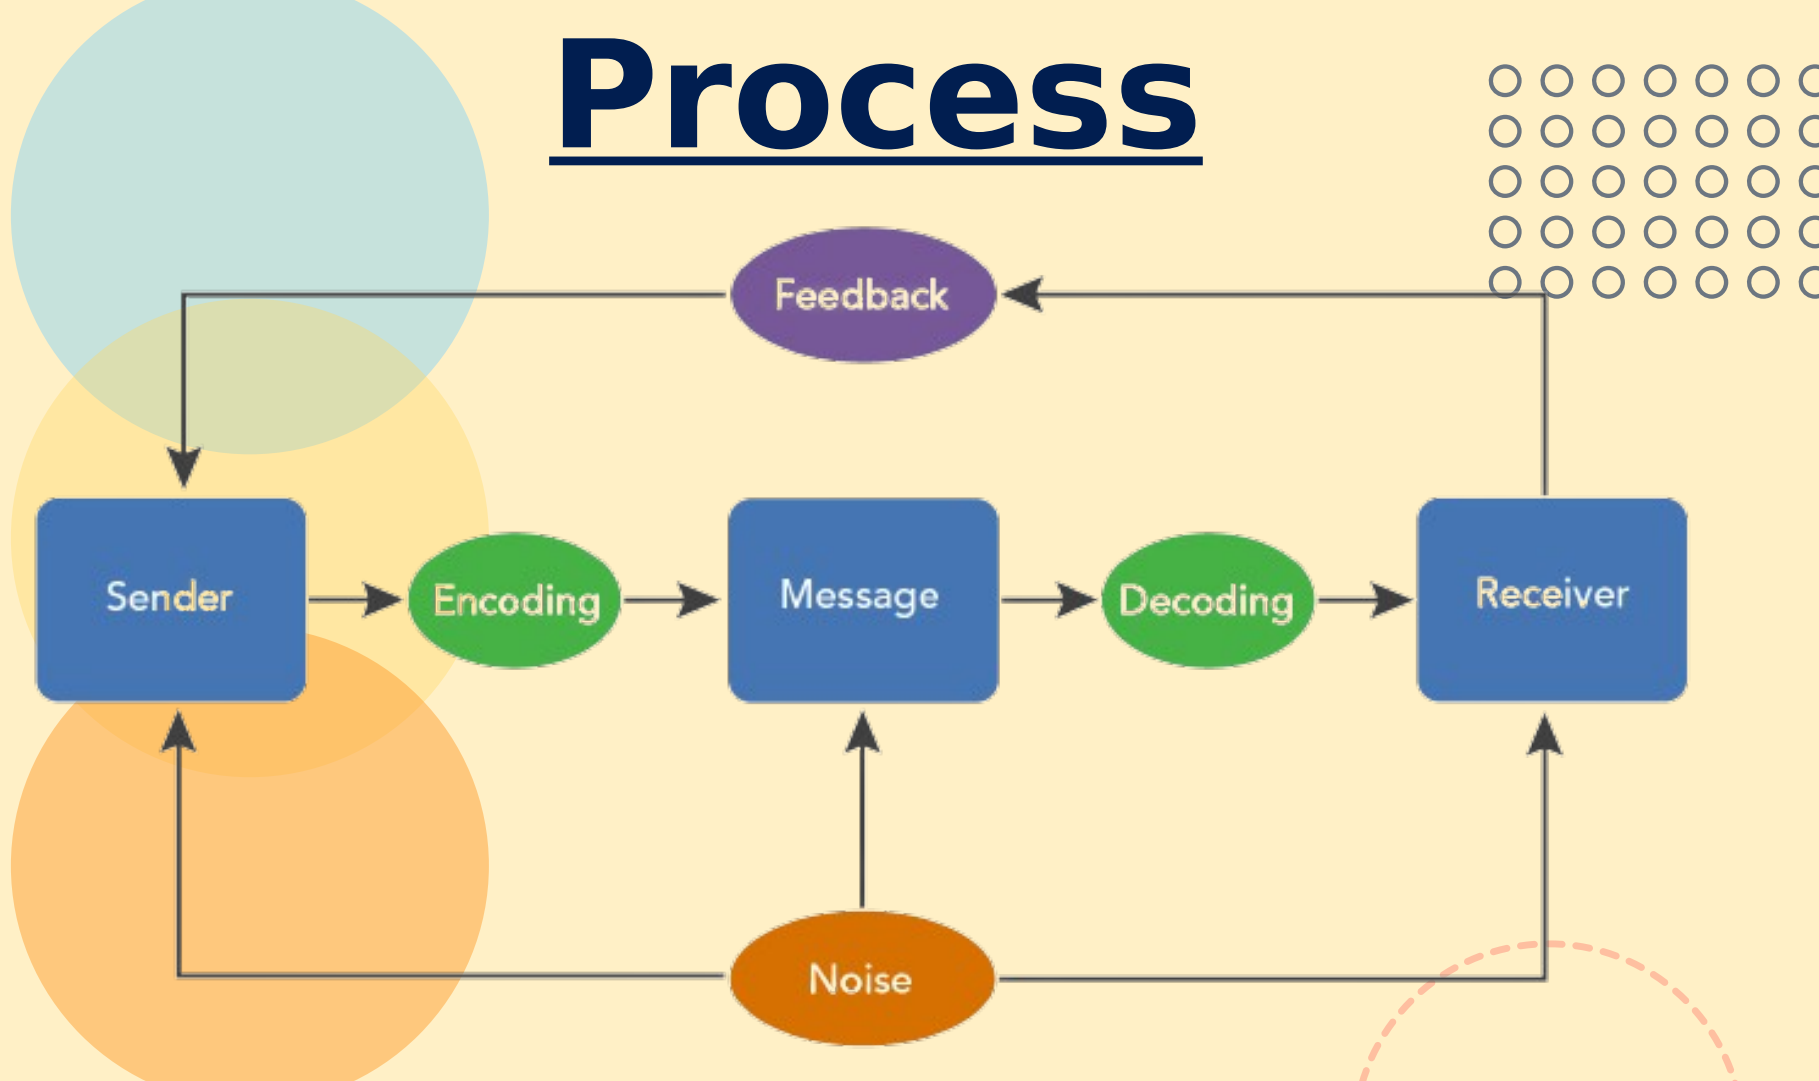 Process
Feedback
Sender
Encoding
Message
Decoding
Receiver
Noise